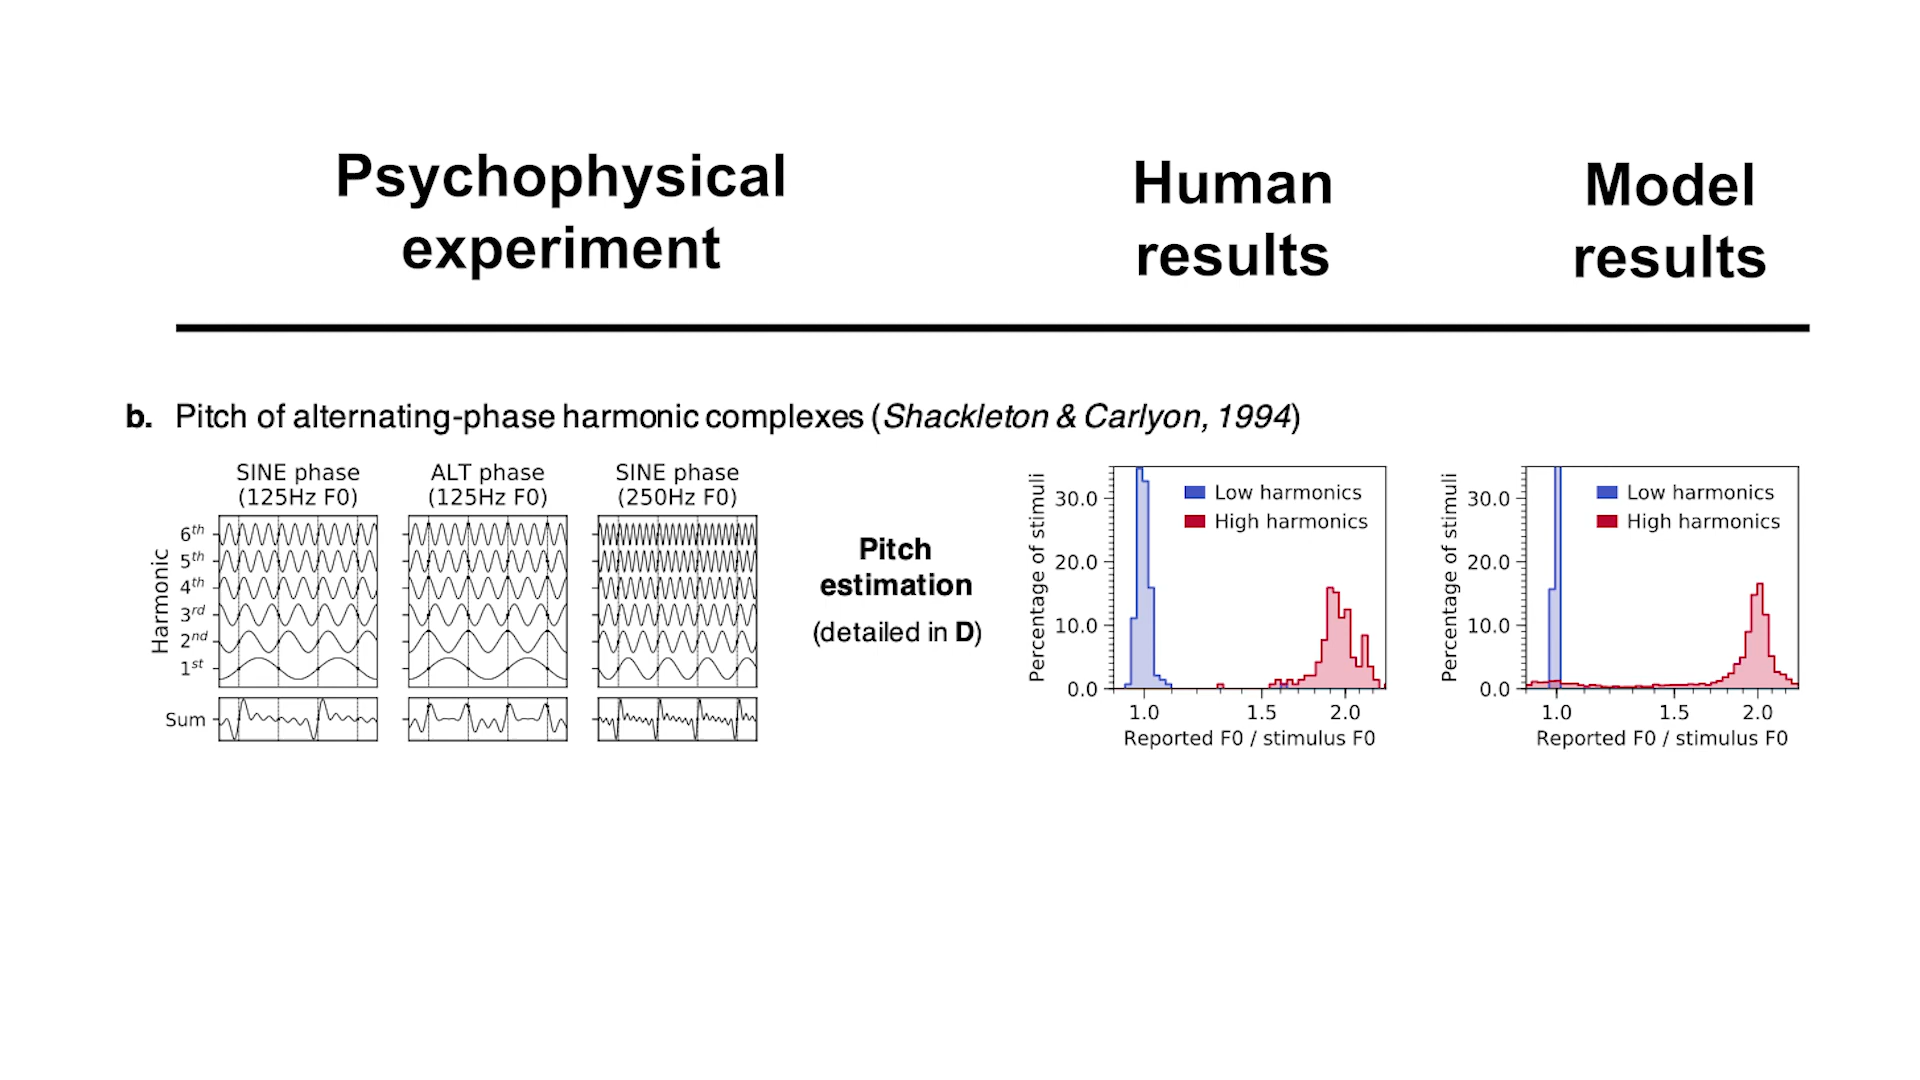 Psychophysical
experiment
Human
results
Model
results
b. Pitch of alternating-phase harmonic complexes (Shackleton & Carlyon, 1994)
SINE phase
(125Hz F0)
ALT phase
(125Hz F0)
SINE phase
(250Hz F0)
Harmonic
6th
5th
4th
3rd
2nd
1st
Sum
Pitch
estimation
(detailed in D)
Percentage of stimuli
30.0
20.0
10.0
0.0
Low harmonics
High harmonics
1.0 1.5 2.0
Reported F0 / stimulus F0
Percentage of stimuli
30.0
20.0
10.0
0.0
Low harmonics
High harmonics
1.0 1.5 2.0
Reported F0 / stimulus F0